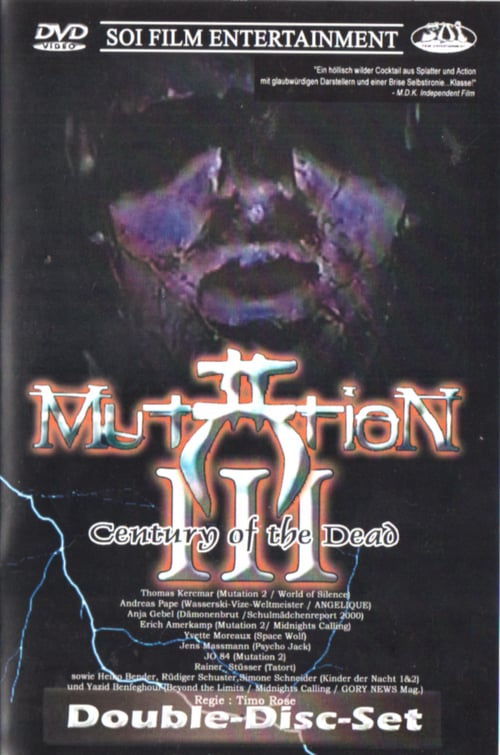 DVD
VIDEO
SOI FILM ENTERTAINMENT
SOI
"Ein höllisch wilder Cocktail aus Splatter und Action
mit glaubwürdigen Darstellern und einer Brise Selbstironie...Klasse!"
- M.D.K. Independent Film
MutAtioN
III
Century of the Dead
Thomas Kercmar (Mutation 2 / World of Silence)
Andreas Pape (Wasserski-Vize-Weltmeister / ANGELIQUE)
Anja Gebel (Dämonenbrut /Schulmädchenreport 2000)
Erich Amerkamp (Mutation 2/ Midnights Calling)
Yvette Moreaux (Space Wolf)
Jens Massmann (Psycho Jack)
JO 84 (Mutation 2)
Rainer Stüsser (Tatort)
sowie Heiko Bender, Rüdiger Schuster,Simone Schneider (Kinder der Nacht 1&2)
und Yazid Benfeghoul (Beyond the Limits / Midnights Calling / GORY NEWS Mag.)
Regie : Timo Rose
Double-Disc-Set